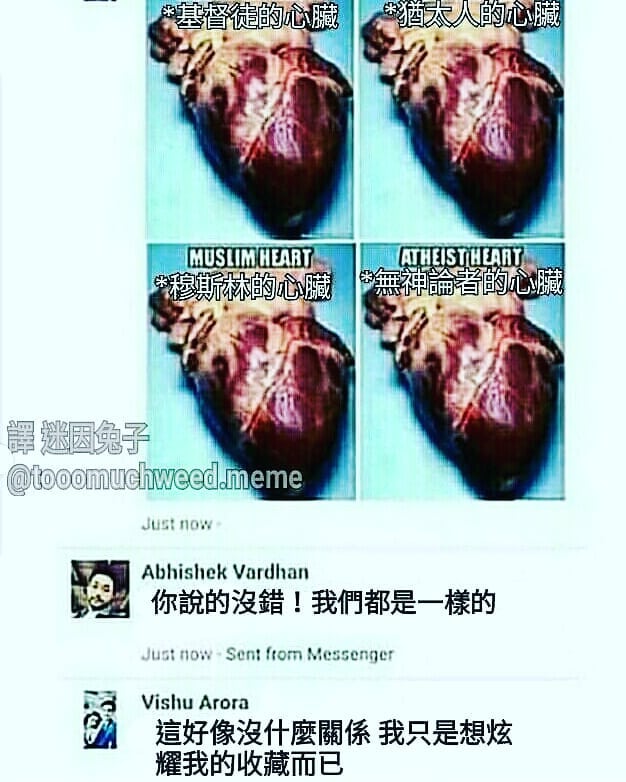 *基督徒的心臟
*猶太人的心臟
MUSLIM HEART
ATHEIST HEART
*穆斯林的心臟
*無神論者的心臟
譯 迷因兔子
@tooomuchweed.meme
Just now -
Abhishek Vardhan
你說的沒錯！我們都是一樣的
Just now - Sent from Messenger
Vishu Arora
這好像沒什麼關係 我只是想炫
耀我的收藏而已